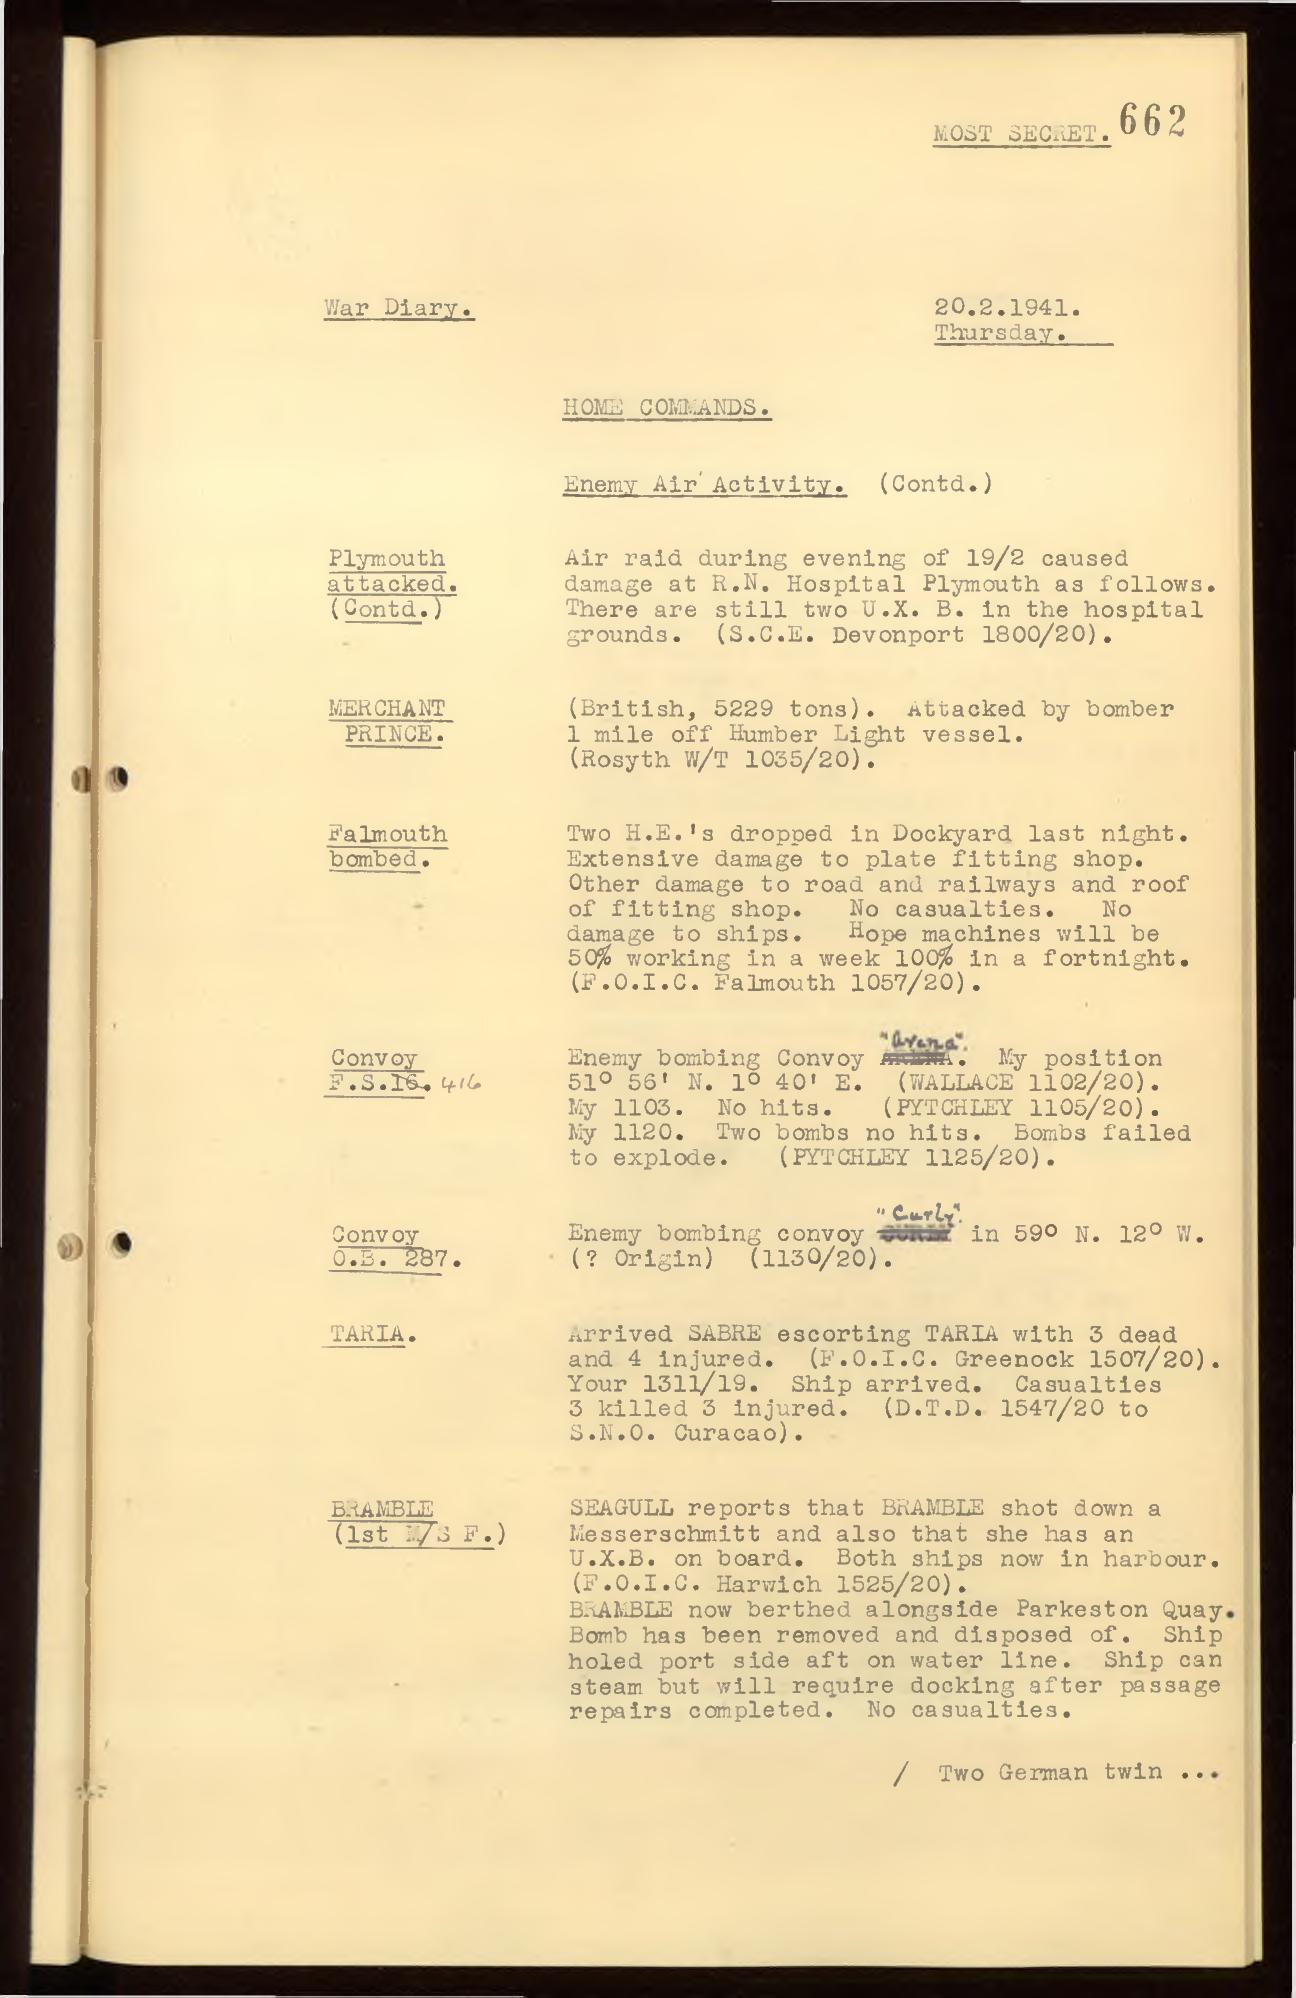 MOST SECRET. 662
War Diary.
20.2.1941.
Thursday.
HOME COMMANDS.
Enemy Air Activity. (Contd.)
Plymouth
attacked.
(Contd.)
Air raid during evening of 19/2 caused
damage at R.N. Hospital Plymouth as follows.
There are still two U.X. B. in the hospital
grounds. (S.C.E. Devonport 1800/20).
MERCHANT
PRINCE.
(British, 5229 tons). Attacked by bomber
1 mile off Humber Light vessel.
(Rosyth W/T 1035/20).
Falmouth
bombed.
Two H.E.'s dropped in Dockyard last night.
Extensive damage to plate fitting shop.
Other damage to road and railways and roof
of fitting shop. No casualties. No
damage to ships. Hope machines will be
50% working in a week 100% in a fortnight.
(F.O.I.C. Falmouth 1057/20).
Convoy
F.S.16. 416
"Arena".
Enemy bombing Convoy . My position
51° 56' N. 1° 40' E. (WALLACE 1102/20).
My 1103. No hits. (PYTCHLEY 1105/20).
My 1120. Two bombs no hits. Bombs failed
to explode. (PYTCHLEY 1125/20).
Convoy
O.B. 287.
"Curly".
Enemy bombing convoy in 59° N. 12° W.
(? Origin) (1130/20).
TARIA.
Arrived SABRE escorting TARIA with 3 dead
and 4 injured. (F.O.I.C. Greenock 1507/20).
Your 1311/19. Ship arrived. Casualties
3 killed 3 injured. (D.T.D. 1547/20 to
S.N.O. Curacao).
BRAMBLE
(1st M/S F.)
SEAGULL reports that BRAMBLE shot down a
Messerschmitt and also that she has an
U.X.B. on board. Both ships now in harbour.
(F.O.I.C. Harwich 1525/20).
BRAMBLE now berthed alongside Parkeston Quay.
Bomb has been removed and disposed of. Ship
holed port side aft on water line. Ship can
steam but will require docking after passage
repairs completed. No casualties.
/ Two German twin ...